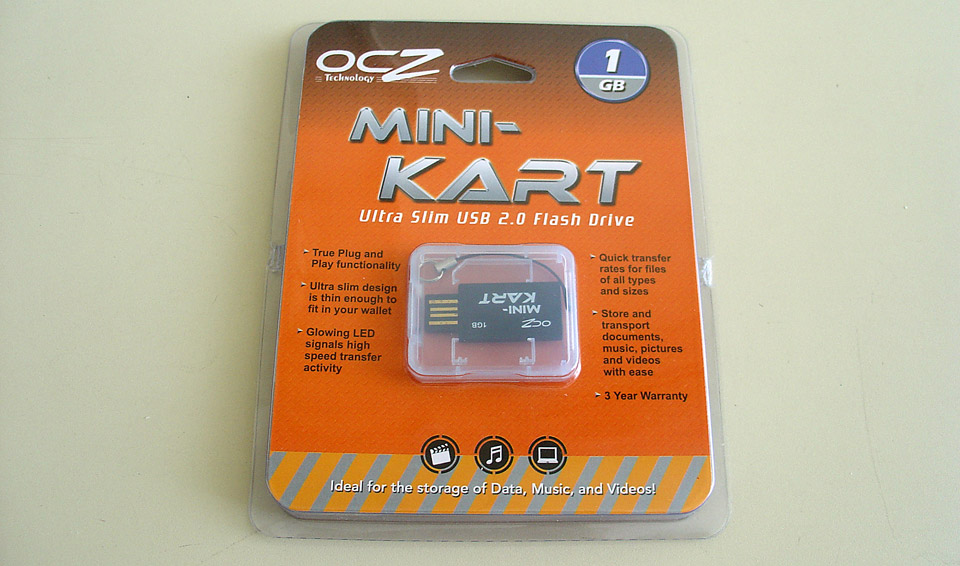 OCZ
Technology
1
GB
MINI-
KART
Ultra Slim USB 2.0 Flash Drive
True Plug and
Play functionality
Ultra slim design
is thin enough to
fit in your wallet
Glowing LED
signals high
speed transfer
activity
OCZ
MINI-
KART
1GB
Quick transfer
rates for files
of all types
and sizes
Store and
transport
documents,
music, pictures
and videos
with ease
3 Year Warranty
Ideal for the storage of Data, Music, and Videos!